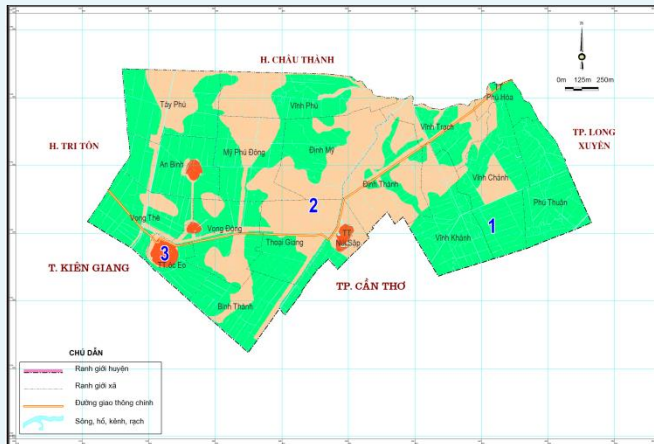 H. CHÂU THÀNH
N
0m 125m 250m
TT
Phú Hòa
Tây Phú
Vĩnh Phú
Vĩnh Trạch
TP. LONG
XUYÊN
H. TRI TÔN
Mỹ Phú Đông
Định Mỹ
An Bình
Định Thành
Vĩnh Chánh
Phú Thuận
2
Vọng Thê
Vọng Đông
1
TT
Núi Sập
Vĩnh Khánh
Thoại Giang
3
TT Óc Eo
T. KIÊN GIANG
TP. CẦN THƠ
Bình Thành
CHÚ DẪN
Ranh giới huyện
Ranh giới xã
Đường giao thông chính
Sông, hồ, kênh, rạch